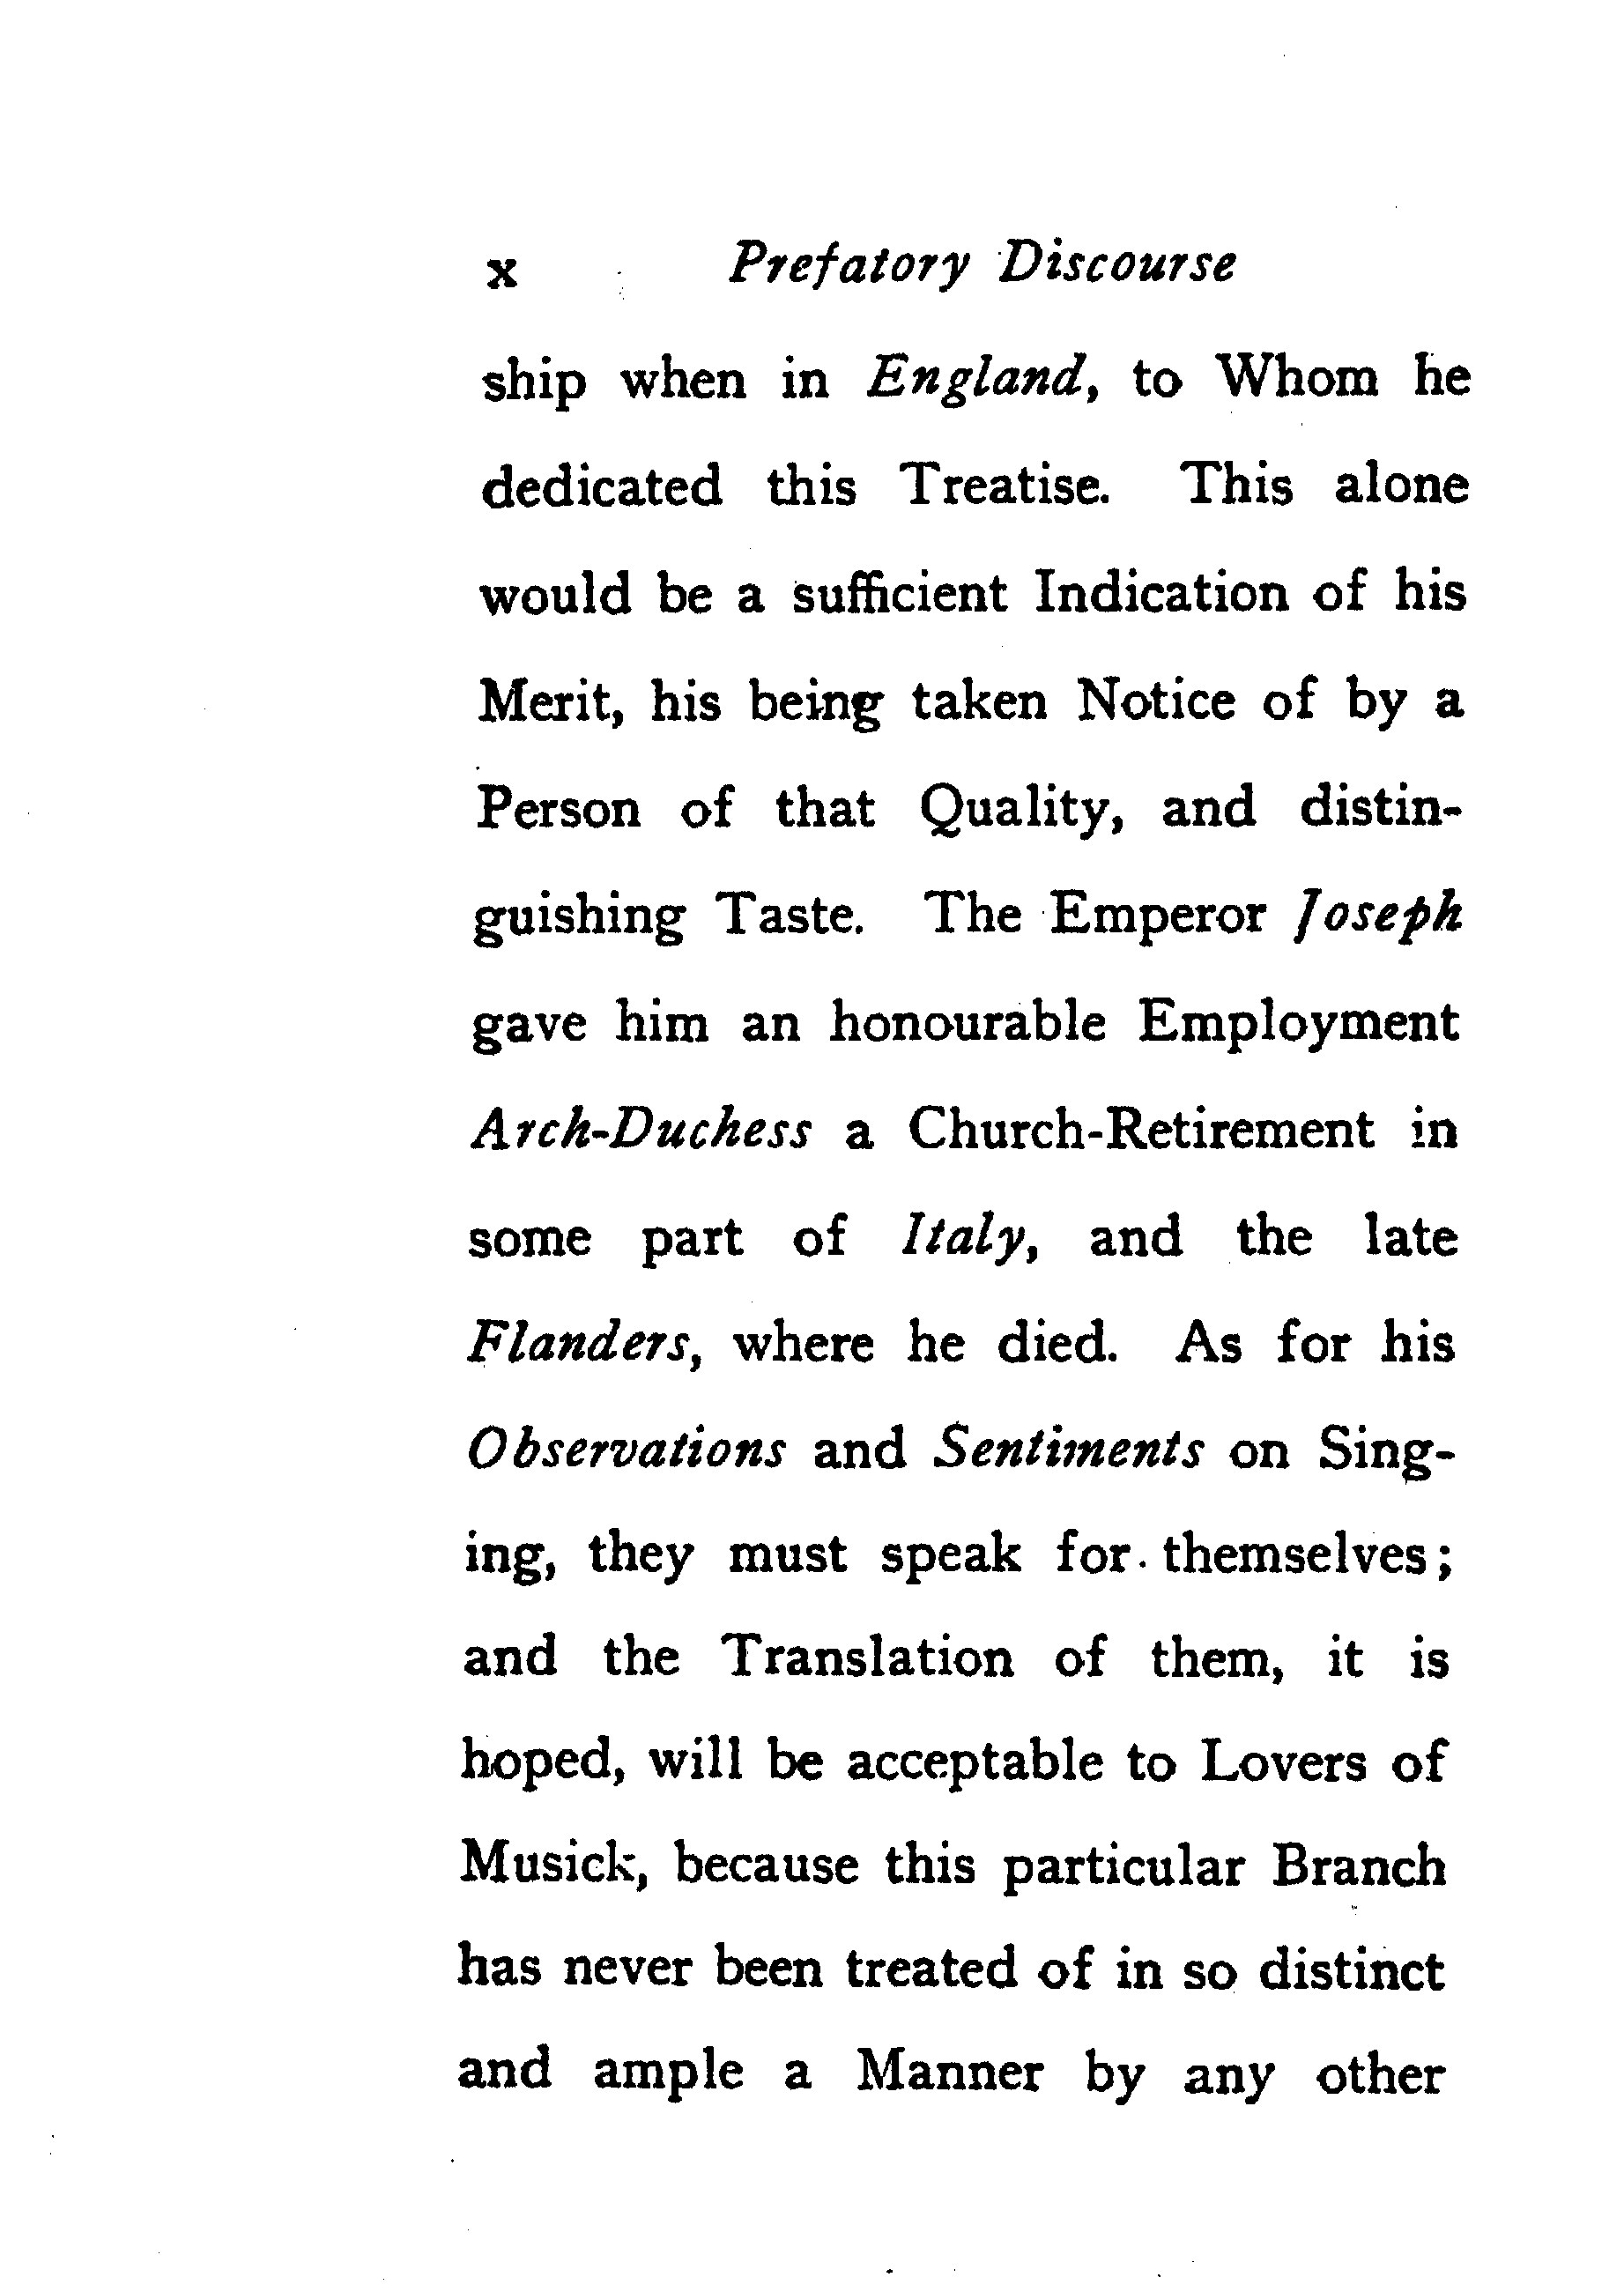 x Prefatory Discourse
ship when in England, to Whom he
dedicated this Treatise. This alone
would be a sufficient Indication of his
Merit, his being taken Notice of by a
Person of that Quality, and distin-
guishing Taste. The Emperor Joseph
gave him an honourable Employment
Arch-Duchess a Church-Retirement in
some part of Italy, and the late
Flanders, where he died. As for his
Observations and Sentiments on Sing-
ing, they must speak for themselves;
and the Translation of them, it is
hoped, will be acceptable to Lovers of
Musick, because this particular Branch
has never been treated of in so distinct
and ample a Manner by any other